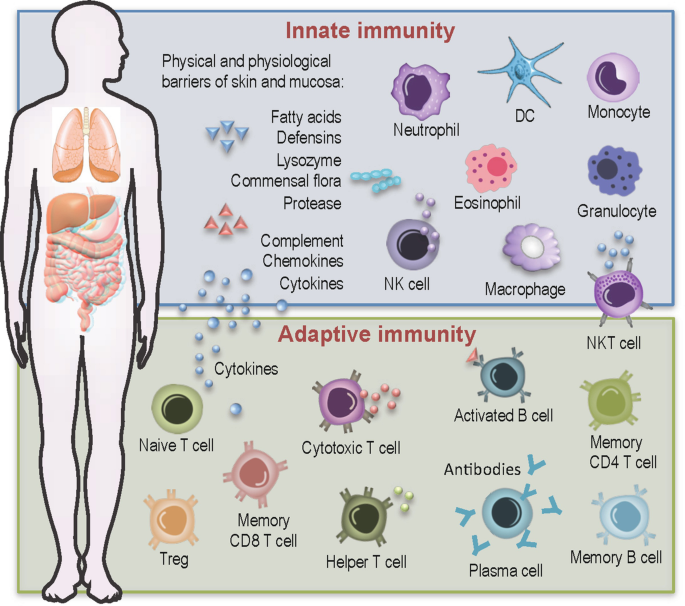 Innate immunity
Physical and physiological
barriers of skin and mucosa:
Fatty acids
Defensins
Lysozyme
Commensal flora
Protease
Complement
Chemokines
Cytokines
Neutrophil
DC
Monocyte
Eosinophil
Granulocyte
NK cell
Macrophage
NKT cell
Adaptive immunity
Cytokines
Naive T cell
Cytotoxic T cell
Activated B cell
Memory
CD4 T cell
Memory
CD8 T cell
Antibodies
Treg
Helper T cell
Plasma cell
Memory B cell